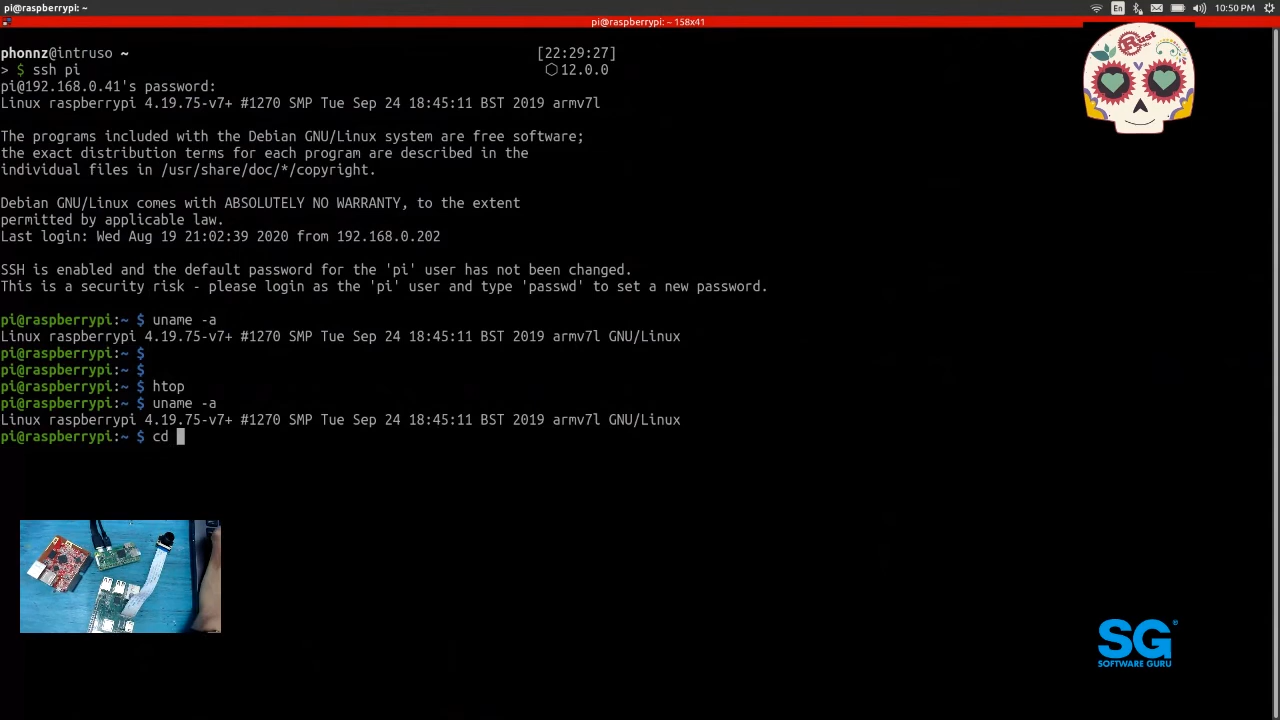 pi@raspberrypi: ~
En
10:50 PM
pi@raspberrypi: ~ 158x41
phonnz@intruso ~ [22:29:27]
> $ ssh pi ⬡12.0.0
pi@192.168.0.41's password:
Linux raspberrypi 4.19.75-v7+ #1270 SMP Tue Sep 24 18:45:11 BST 2019 armv7l
The programs included with the Debian GNU/Linux system are free software;
the exact distribution terms for each program are described in the
individual files in /usr/share/doc/*/copyright.
Debian GNU/Linux comes with ABSOLUTELY NO WARRANTY, to the extent
permitted by applicable law.
Last login: Wed Aug 19 21:02:39 2020 from 192.168.0.202
SSH is enabled and the default password for the 'pi' user has not been changed.
This is a security risk - please login as the 'pi' user and type 'passwd' to set a new password.
pi@raspberrypi:~ $ uname -a
Linux raspberrypi 4.19.75-v7+ #1270 SMP Tue Sep 24 18:45:11 BST 2019 armv7l GNU/Linux
pi@raspberrypi:~ $
pi@raspberrypi:~ $
pi@raspberrypi:~ $ htop
pi@raspberrypi:~ $ uname -a
Linux raspberrypi 4.19.75-v7+ #1270 SMP Tue Sep 24 18:45:11 BST 2019 armv7l GNU/Linux
pi@raspberrypi:~ $ cd
Rust
SG®
SOFTWARE GURU